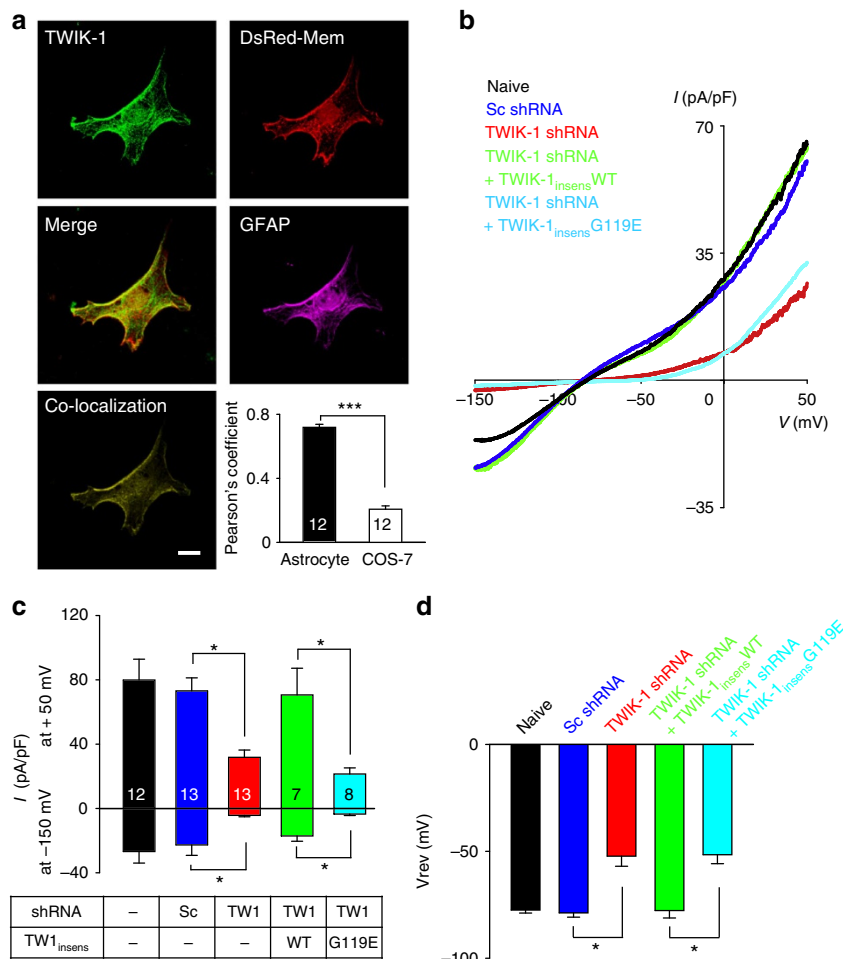 a
TWIK-1
DsRed-Mem
Merge
GFAP
Co-localization
Pearson's coefficient
0.8
0.4
0
***
12
12
Astrocyte
COS-7
b
Naive
Sc shRNA
TWIK-1 shRNA
TWIK-1 shRNA
+ TWIK-1insensWT
TWIK-1 shRNA
+ TWIK-1insensG119E
I (pA/pF)
70
35
−150
−100
−50
0
50
V (mV)
−35
c
I (pA/pF)
at −150 mV
at + 50 mV
120
80
40
0
−40
*
*
12
13
13
7
8
*
*
shRNA – Sc TW1 TW1 TW1
TW1insens – – – WT G119E
d
Naive
Sc shRNA
TWIK-1 shRNA
TWIK-1 shRNA
+ TWIK-1insensWT
TWIK-1 shRNA
+ TWIK-1insensG119E
Vrev (mV)
0
−50
−100
*
*